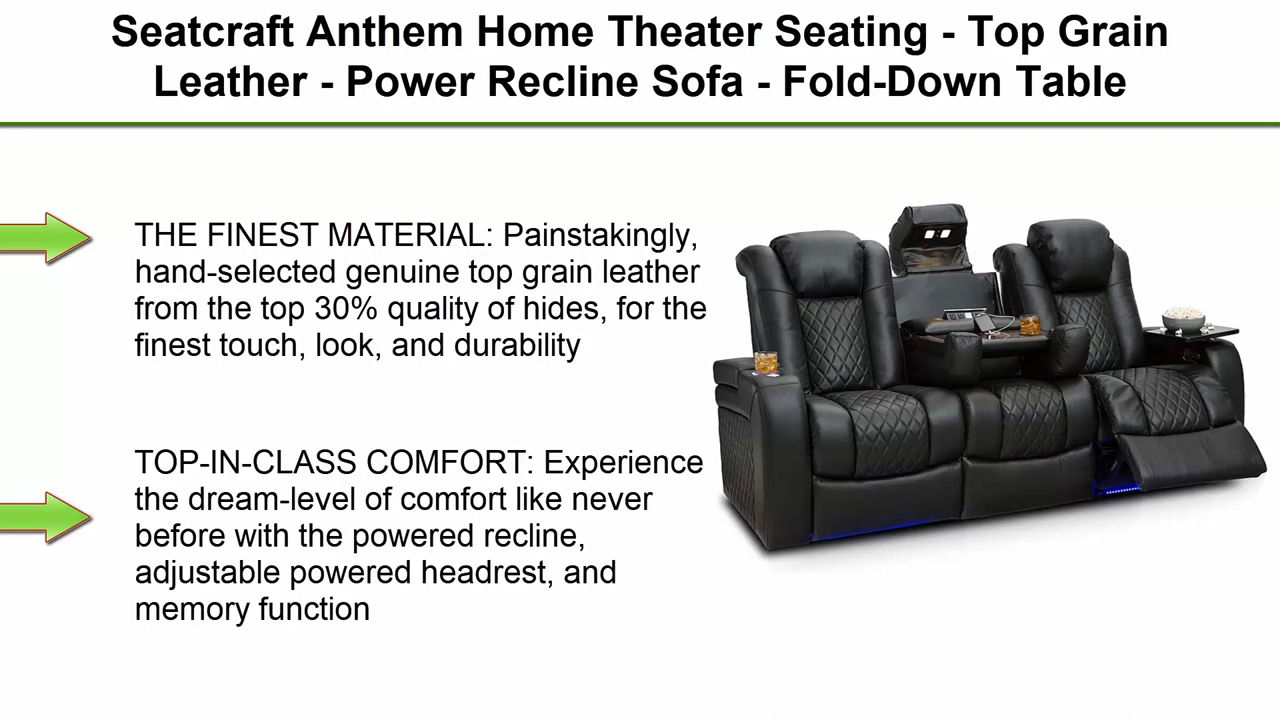 Seatcraft Anthem Home Theater Seating - Top Grain
Leather - Power Recline Sofa - Fold-Down Table
THE FINEST MATERIAL: Painstakingly,
hand-selected genuine top grain leather
from the top 30% quality of hides, for the
finest touch, look, and durability
TOP-IN-CLASS COMFORT: Experience
the dream-level of comfort like never
before with the powered recline,
adjustable powered headrest, and
memory function